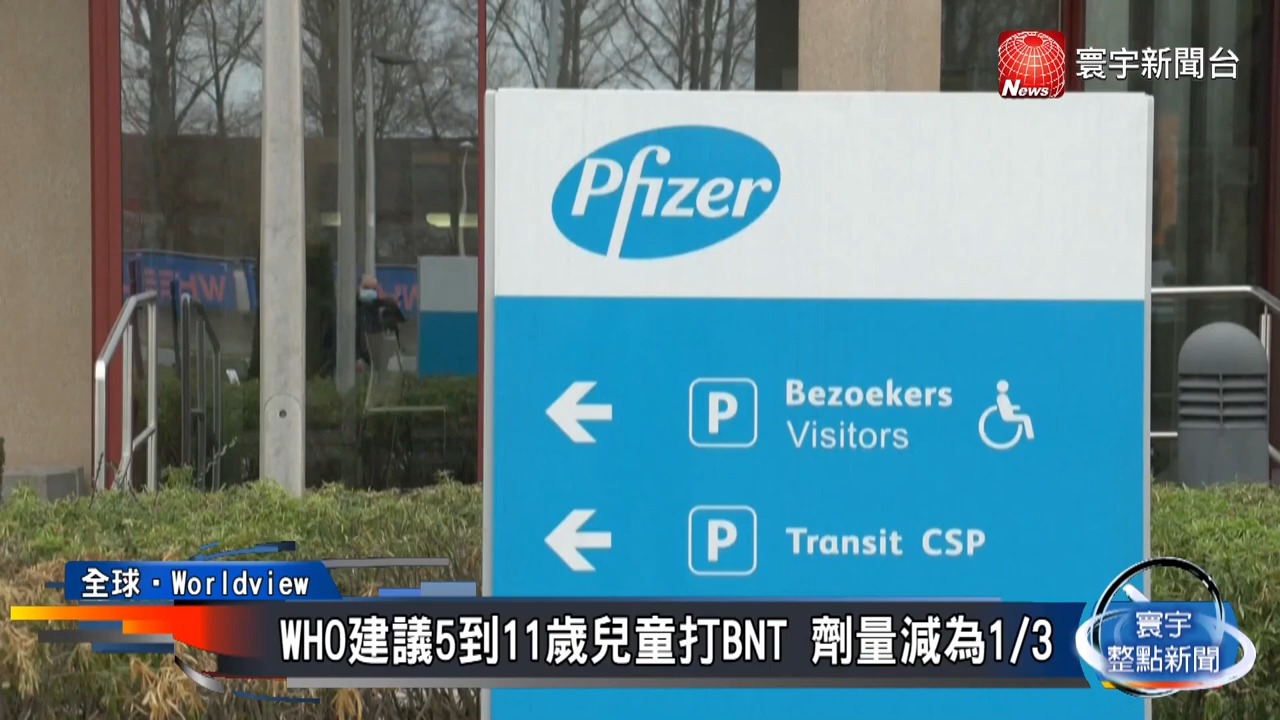 News
寰宇新聞台
Pfizer
P
Bezoekers
Visitors
P
Transit CSP
全球・Worldview
WHO建議5到11歲兒童打BNT 劑量減為1/3
寰宇
整點新聞